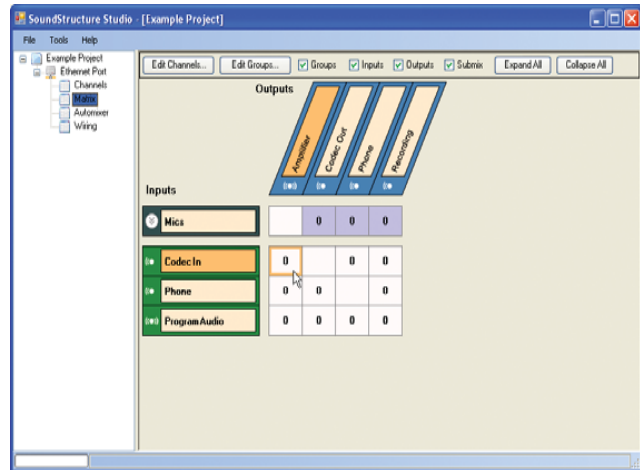 SoundStructure Studio - [Example Project]
File Tools Help
Example Project
Ethernet Port
Channels
Matrix
Automixer
Wiring
Edit Channels... Edit Groups... Groups Inputs Outputs Submix Expand All Collapse All
Outputs
Amplifier Codec Out Phone Recording
Inputs
Mics 0 0 0
Codec In 0 0 0
Phone 0 0 0
Program Audio 0 0 0 0